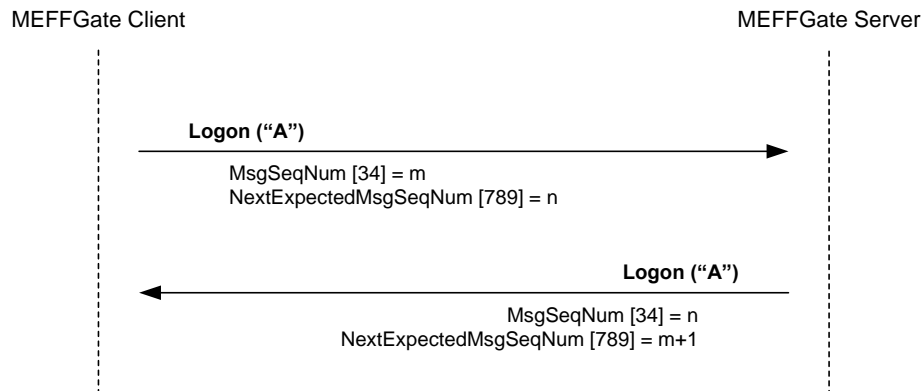 MEFFGate Client
MEFFGate Server
Logon (“A”)
MsgSeqNum [34] = m
NextExpectedMsgSeqNum [789] = n
Logon (“A”)
MsgSeqNum [34] = n
NextExpectedMsgSeqNum [789] = m+1